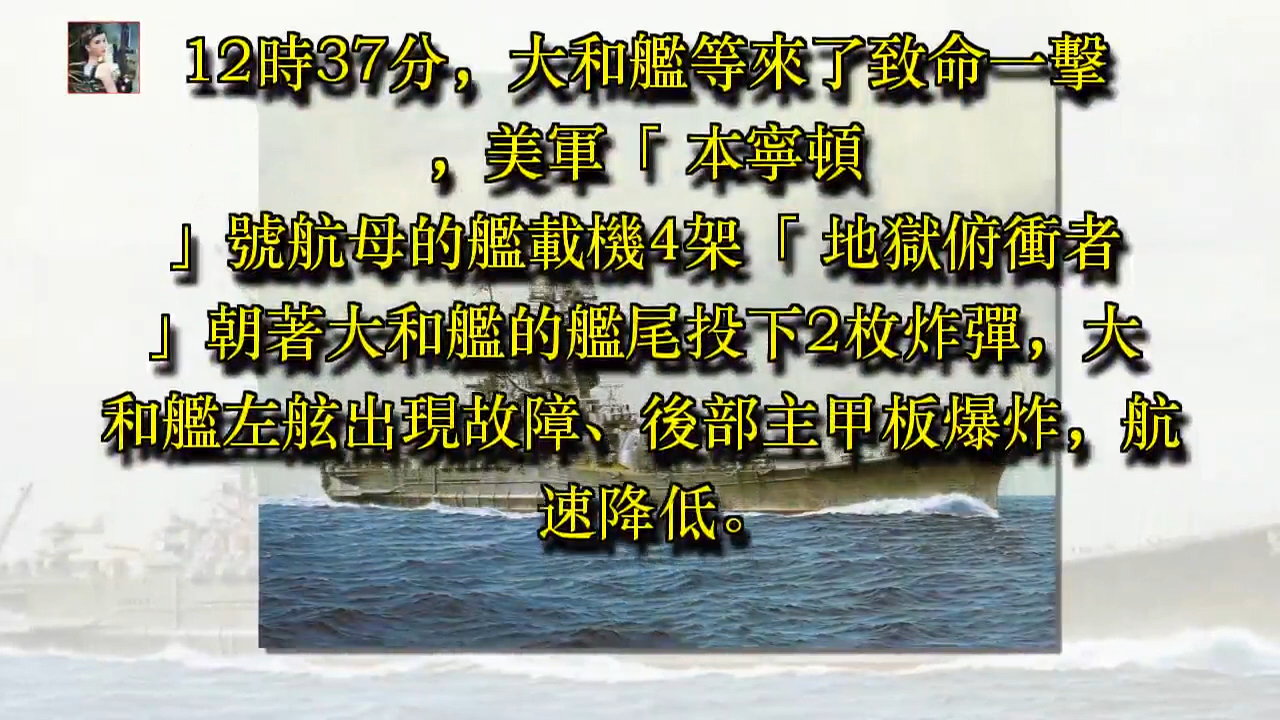 12時37分，大和艦等來了致命一擊
，美軍「 本寧頓
」號航母的艦載機4架「 地獄俯衝者
」朝著大和艦的艦尾投下2枚炸彈，大
和艦左舷出現故障、後部主甲板爆炸，航
速降低。